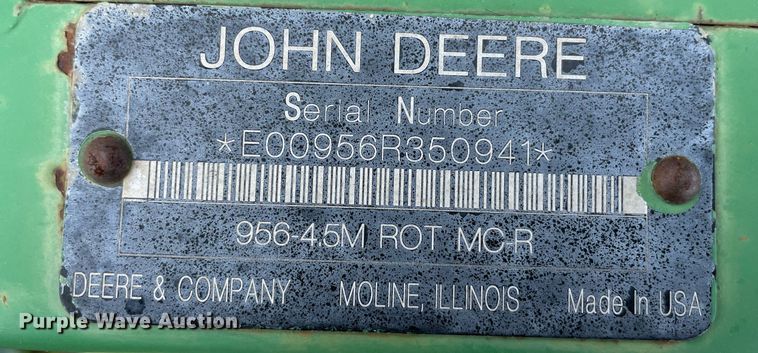 JOHN DEERE
Serial Number
*E00956R350941*
956-4.5M ROT MC-R
DEERE & COMPANY MOLINE, ILLINOIS Made In USA
Purple Wave Auction